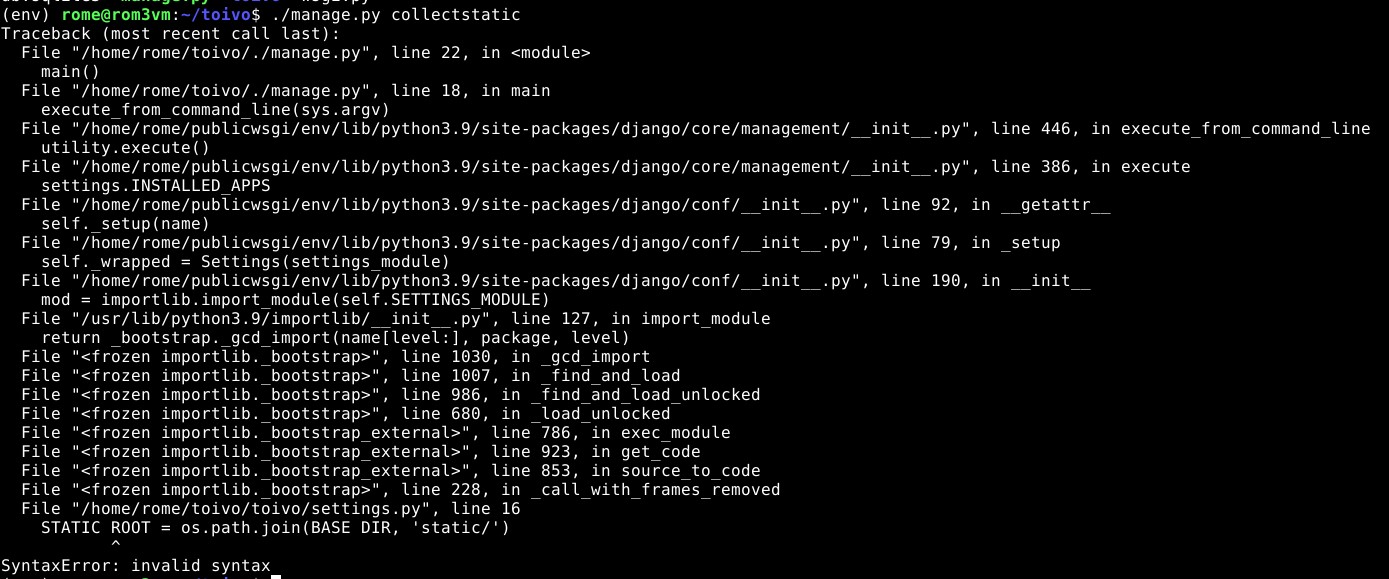 (env) rome@rom3vm:~/toivo$ ./manage.py collectstatic
Traceback (most recent call last):
  File "/home/rome/toivo/./manage.py", line 22, in <module>
    main()
  File "/home/rome/toivo/./manage.py", line 18, in main
    execute_from_command_line(sys.argv)
  File "/home/rome/publicwsgi/env/lib/python3.9/site-packages/django/core/management/__init__.py", line 446, in execute_from_command_line
    utility.execute()
  File "/home/rome/publicwsgi/env/lib/python3.9/site-packages/django/core/management/__init__.py", line 386, in execute
    settings.INSTALLED_APPS
  File "/home/rome/publicwsgi/env/lib/python3.9/site-packages/django/conf/__init__.py", line 92, in __getattr__
    self._setup(name)
  File "/home/rome/publicwsgi/env/lib/python3.9/site-packages/django/conf/__init__.py", line 79, in _setup
    self._wrapped = Settings(settings_module)
  File "/home/rome/publicwsgi/env/lib/python3.9/site-packages/django/conf/__init__.py", line 190, in __init__
    mod = importlib.import_module(self.SETTINGS_MODULE)
  File "/usr/lib/python3.9/importlib/__init__.py", line 127, in import_module
    return _bootstrap._gcd_import(name[level:], package, level)
  File "<frozen importlib._bootstrap>", line 1030, in _gcd_import
  File "<frozen importlib._bootstrap>", line 1007, in _find_and_load
  File "<frozen importlib._bootstrap>", line 986, in _find_and_load_unlocked
  File "<frozen importlib._bootstrap>", line 680, in _load_unlocked
  File "<frozen importlib._bootstrap_external>", line 786, in exec_module
  File "<frozen importlib._bootstrap_external>", line 923, in get_code
  File "<frozen importlib._bootstrap_external>", line 853, in source_to_code
  File "<frozen importlib._bootstrap>", line 228, in _call_with_frames_removed
  File "/home/rome/toivo/toivo/settings.py", line 16
    STATIC ROOT = os.path.join(BASE DIR, 'static/')
           ^
SyntaxError: invalid syntax